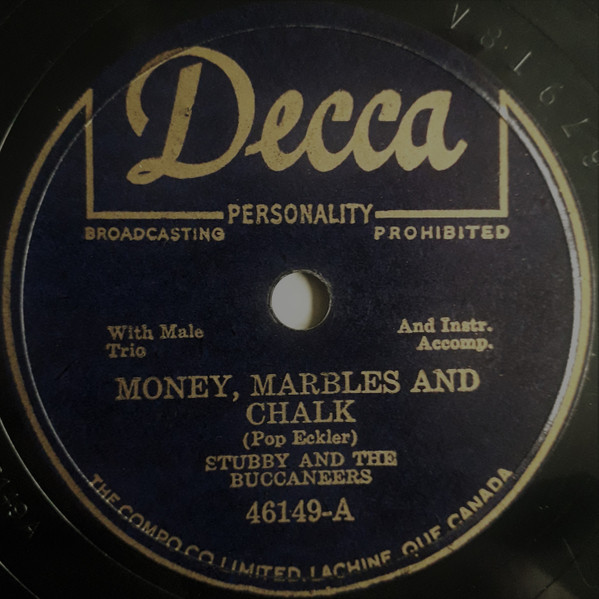 Decca
PERSONALITY
BROADCASTING PROHIBITED
With Male And Instr.
Trio Accomp.
MONEY, MARBLES AND
CHALK
(Pop Eckler)
STUBBY AND THE
BUCCANEERS
46149-A
THE COMPO CO. LIMITED, LACHINE, QUE. CANADA